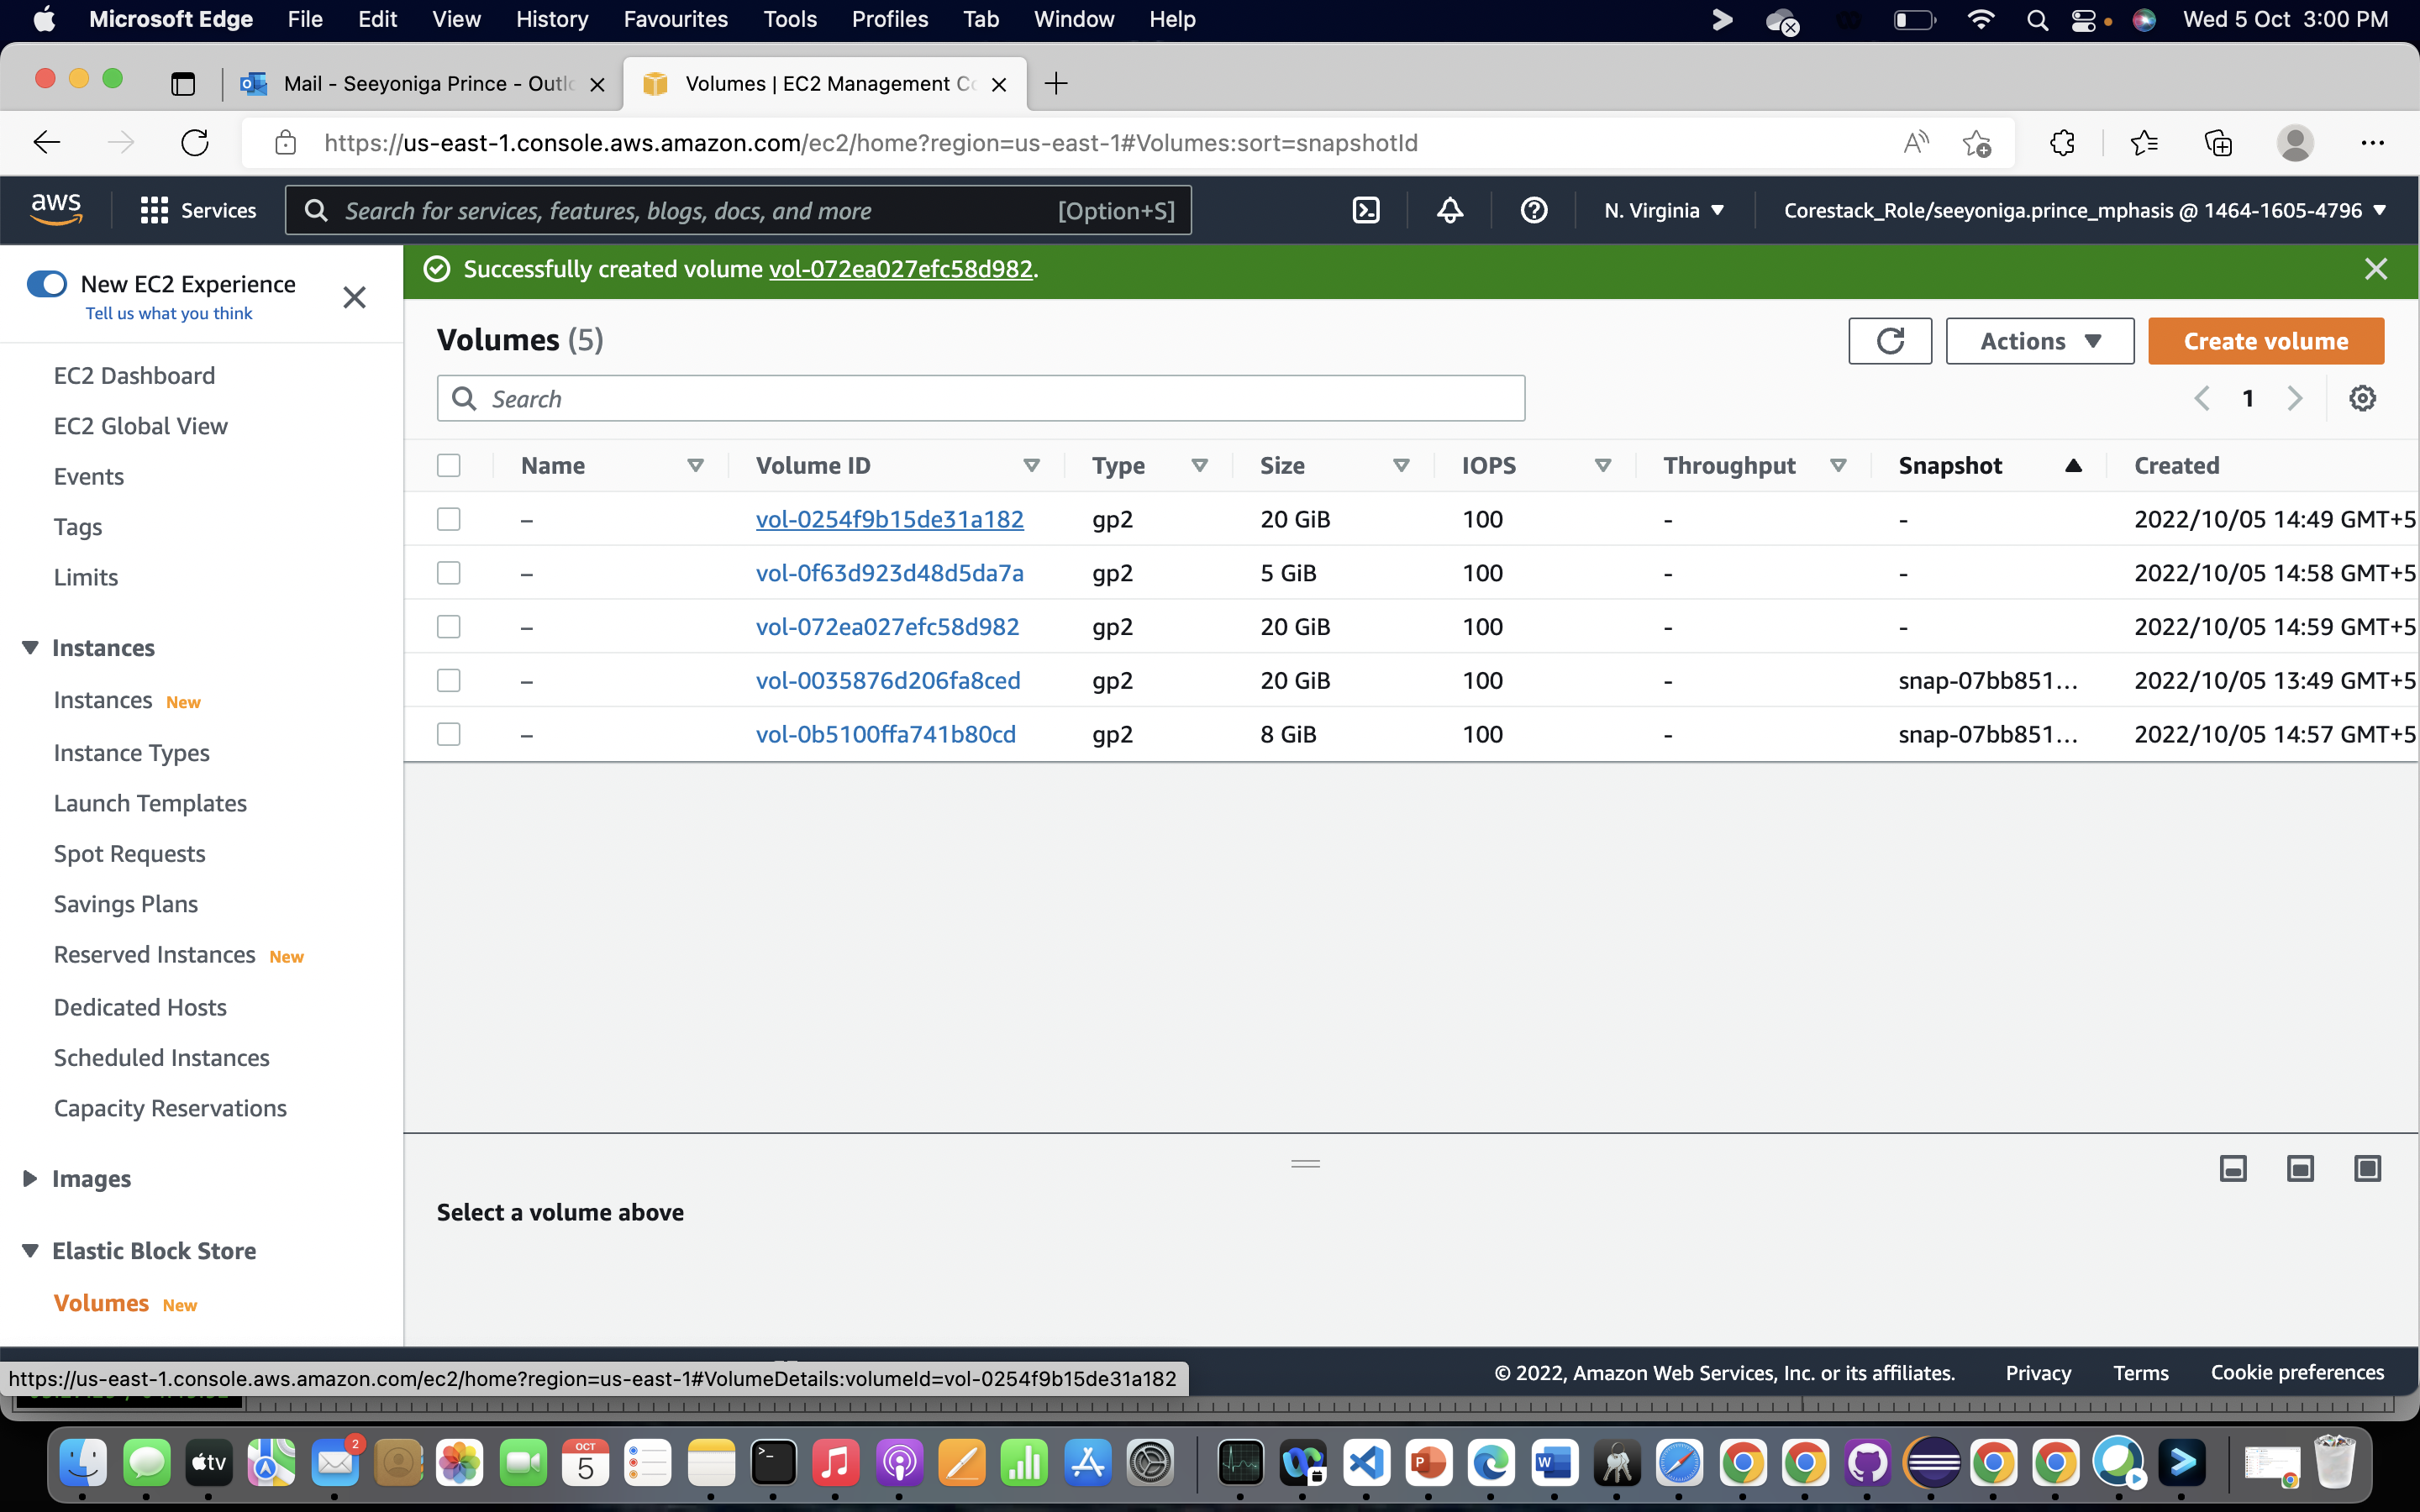 Microsoft Edge File Edit View History Favourites Tools Profiles Tab Window Help Wed 5 Oct 3:00 PM
Mail - Seeyoniga Prince - Outlo
Volumes | EC2 Management Co
https://us-east-1.console.aws.amazon.com/ec2/home?region=us-east-1#Volumes:sort=snapshotId
aws Services Search for services, features, blogs, docs, and more [Option+S] N. Virginia Corestack_Role/seeyoniga.prince_mphasis @ 1464-1605-4796
New EC2 Experience
Tell us what you think
EC2 Dashboard
EC2 Global View
Events
Tags
Limits
Instances
Instances New
Instance Types
Launch Templates
Spot Requests
Savings Plans
Reserved Instances New
Dedicated Hosts
Scheduled Instances
Capacity Reservations
Images
Elastic Block Store
Volumes New
Successfully created volume vol-072ea027efc58d982.
Volumes (5)
Actions
Create volume
Search
1
Name Volume ID Type Size IOPS Throughput Snapshot Created
– vol-0254f9b15de31a182 gp2 20 GiB 100 - - 2022/10/05 14:49 GMT+5
– vol-0f63d923d48d5da7a gp2 5 GiB 100 - - 2022/10/05 14:58 GMT+5
– vol-072ea027efc58d982 gp2 20 GiB 100 - - 2022/10/05 14:59 GMT+5
– vol-0035876d206fa8ced gp2 20 GiB 100 - snap-07bb851... 2022/10/05 13:49 GMT+5
– vol-0b5100ffa741b80cd gp2 8 GiB 100 - snap-07bb851... 2022/10/05 14:57 GMT+5
Select a volume above
https://us-east-1.console.aws.amazon.com/ec2/home?region=us-east-1#VolumeDetails:volumeId=vol-0254f9b15de31a182
© 2022, Amazon Web Services, Inc. or its affiliates. Privacy Terms Cookie preferences
tv
2
OCT
5
P
W